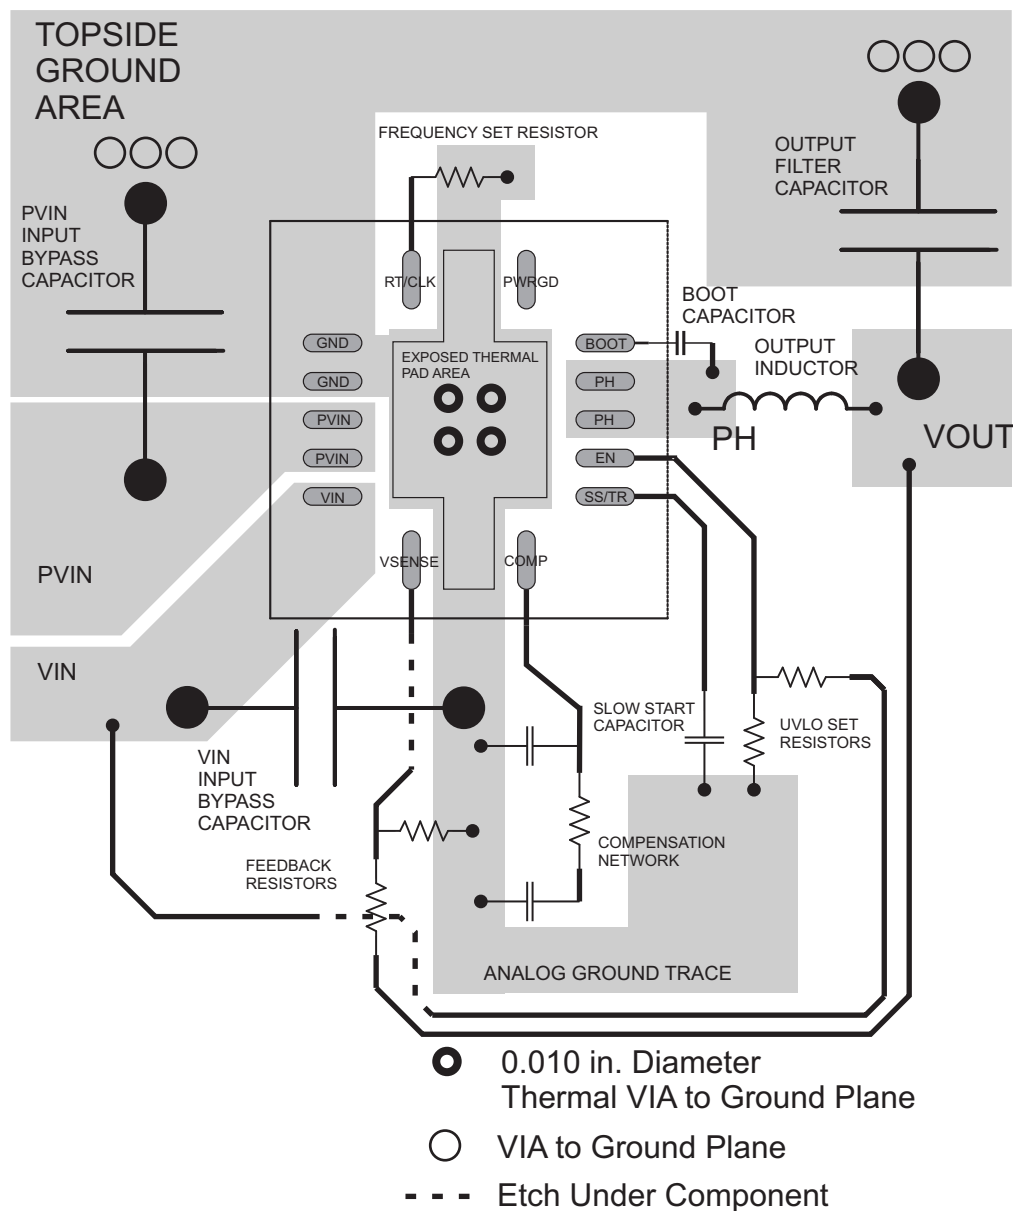 TOPSIDE
GROUND
AREA
FREQUENCY SET RESISTOR
OUTPUT
FILTER
CAPACITOR
PVIN
INPUT
BYPASS
CAPACITOR
RT/CLK
PWRGD
BOOT
CAPACITOR
GND
EXPOSED THERMAL
PAD AREA
BOOT
OUTPUT
INDUCTOR
GND
PH
PVIN
PH
PH
VOUT
PVIN
EN
VIN
SS/TR
VSENSE
COMP
PVIN
VIN
SLOW START
CAPACITOR
UVLO SET
RESISTORS
VIN
INPUT
BYPASS
CAPACITOR
COMPENSATION
NETWORK
FEEDBACK
RESISTORS
ANALOG GROUND TRACE
0.010 in. Diameter
Thermal VIA to Ground Plane
VIA to Ground Plane
Etch Under Component